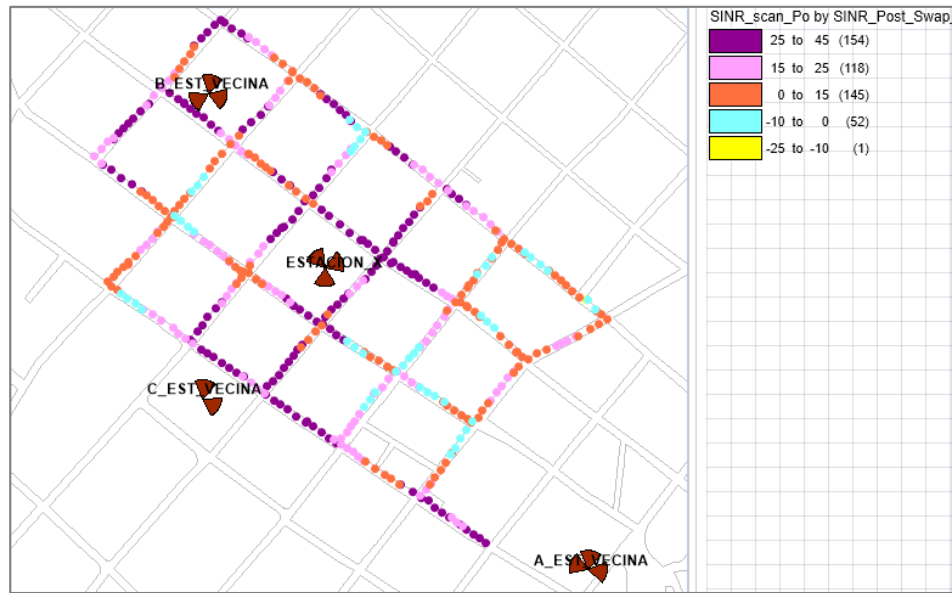 SINR_scan_Po by SINR_Post_Swap_
25 to 45 (154)
15 to 25 (118)
0 to 15 (145)
-10 to 0 (52)
-25 to -10 (1)
B_EST_VECINA
ESTACION_X
C_EST_VECINA
A_EST_VECINA